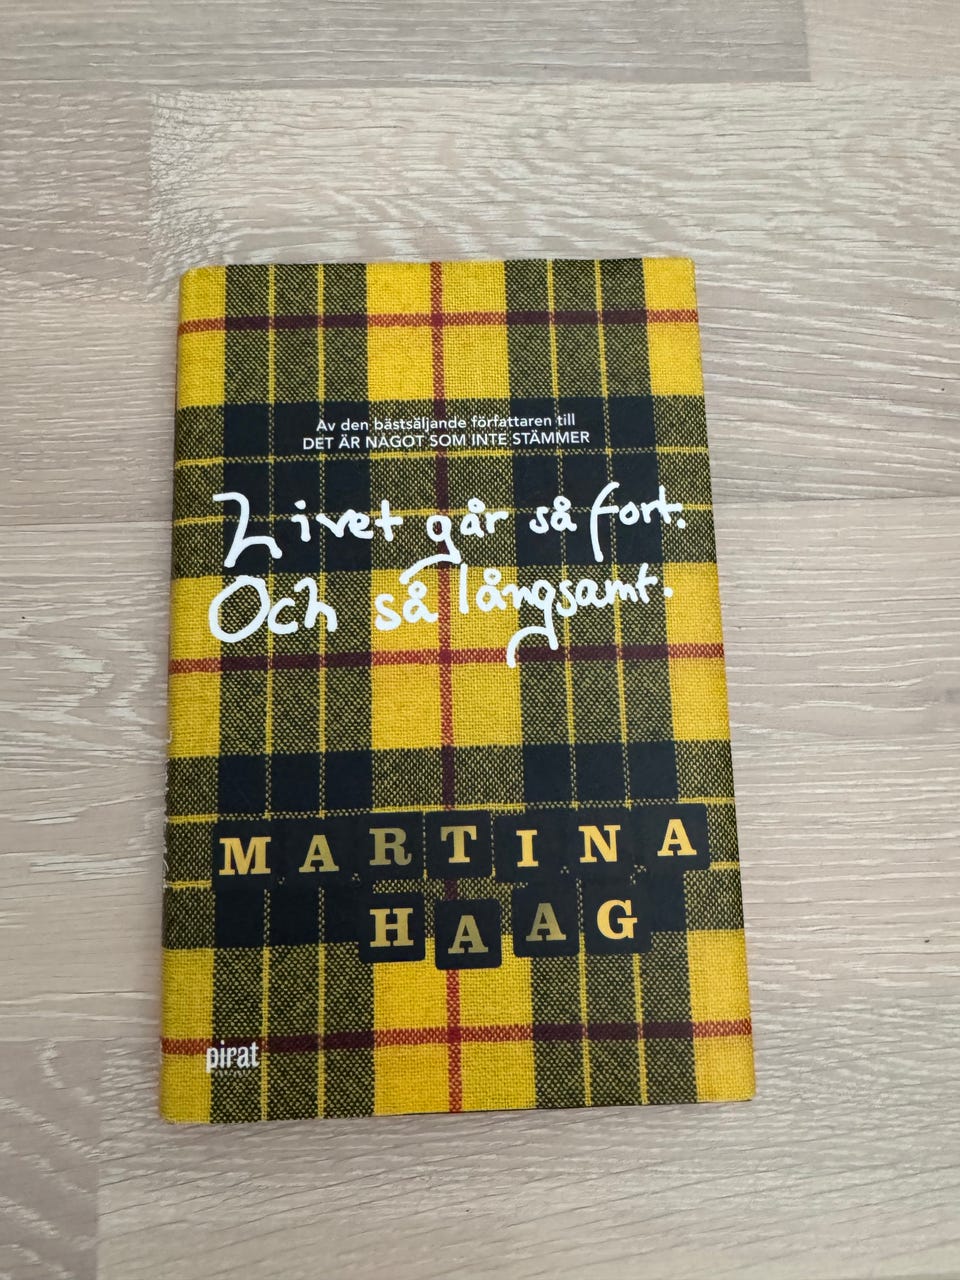 Av den bästsäljande författaren till
DET ÄR NÅGOT SOM INTE STÄMMER
Livet går så fort.
Och så långsamt.
MARTINA
HAAG
pirat